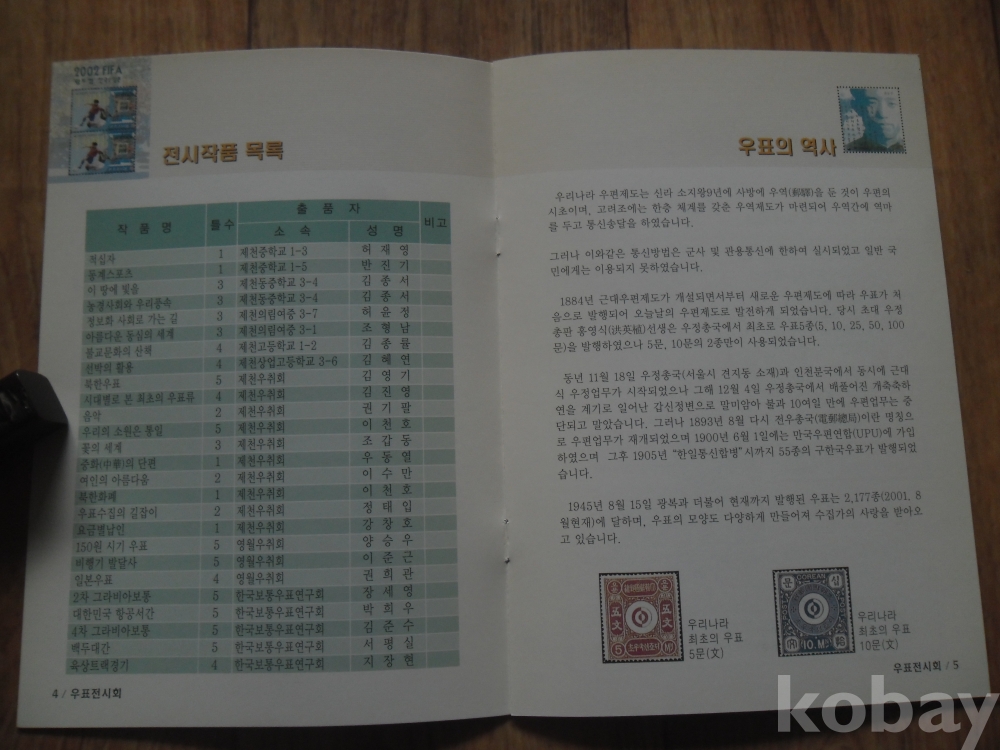 2002 FIFA
전시작품 목록
작 품 명 틀수 출 품 자 비고
소 속 성 명
적십자 1 제천중학교 1-3 허 재 영
동계스포츠 1 제천중학교 1-5 반 진 기
이 땅에 빛을 3 제천동중학교 3-4 김 종 서
농경사회와 우리풍속 3 제천동중학교 3-4 김 종 서
정보화 사회로 가는 길 3 제천의림여중 3-7 허 윤 정
아름다운 동심의 세계 3 제천의림여중 3-1 조 형 남
불교문화의 산책 4 제천고등학교 1-2 김 종 률
선박의 활용 4 제천상업고등학교 3-6 김 혜 연
북한우표 5 제천우취회 김 영 기
시대별로 본 최초의 우표류 4 제천우취회 김 진 영
음악 2 제천우취회 권 기 팔
우리의 소원은 통일 5 제천우취회 이 천 호
꽃의 세계 3 제천우취회 조 갑 동
중화(中華)의 단편 1 제천우취회 우 동 열
여인의 아름다움 2 제천우취회 이 수 만
북한화폐 1 제천우취회 이 천 호
우표수집의 길잡이 2 제천우취회 정 태 입
요금별납인 1 제천우취회 강 창 호
150원 시기 우표 5 영월우취회 양 승 우
비행기 발달사 5 영월우취회 이 준 근
일본우표 4 영월우취회 권 희 관
2차 그라비아보통 5 한국보통우표연구회 장 세 영
대한민국 항공서간 5 한국보통우표연구회 박 희 우
4차 그라비아보통 5 한국보통우표연구회 김 준 수
백두대간 5 한국보통우표연구회 서 명 실
육상트랙경기 4 한국보통우표연구회 지 장 현
4 / 우표전시회
우표의 역사
우리나라 우편제도는 신라 소지왕9년에 사방에 우역(郵驛)을 둔 것이 우편의
시초이며, 고려조에는 한층 체계를 갖춘 우역제도가 마련되어 우역간에 역마
를 두고 통신송달을 하였습니다.
그러나 이와같은 통신방법은 군사 및 관용통신에 한하여 실시되었고 일반 국
민에게는 이용되지 못하였습니다.
1884년 근대우편제도가 개설되면서부터 새로운 우편제도에 따라 우표가 처
음으로 발행되어 오늘날의 우편제도로 발전하게 되었습니다. 당시 초대 우정
총판 홍영식(洪英植)선생은 우정총국에서 최초로 우표5종(5, 10, 25, 50, 100
문)을 발행하였으나 5문, 10문의 2종만이 사용되었습니다.
동년 11월 18일 우정총국(서울시 견지동 소재)과 인천분국에서 동시에 근대
식 우정업무가 시작되었으나 그해 12월 4일 우정총국에서 베풀어진 개축축하
연을 계기로 일어난 갑신정변으로 말미암아 불과 10여일 만에 우편업무는 중
단되고 말았습니다. 그러나 1893년 8월 다시 전우총국(電郵總局)이란 명칭으
로 우편업무가 재개되었으며 1900년 6월 1일에는 만국우편연합(UPU)에 가입
하였으며 그후 1905년 "한일통신합병"시까지 55종의 구한국우표가 발행되었
습니다.
1945년 8월 15일 광복과 더불어 현재까지 발행된 우표는 2,177종(2001. 8
월현재)에 달하며, 우표의 모양도 다양하게 만들어져 수집가의 사랑을 받아오
고 있습니다.
五文 五文
5 MN
우리나라
최초의 우표
5문(文)
문 COREAN 십
10. MN
우리나라
최초의 우표
10문(文)
우표전시회 / 5
kobay